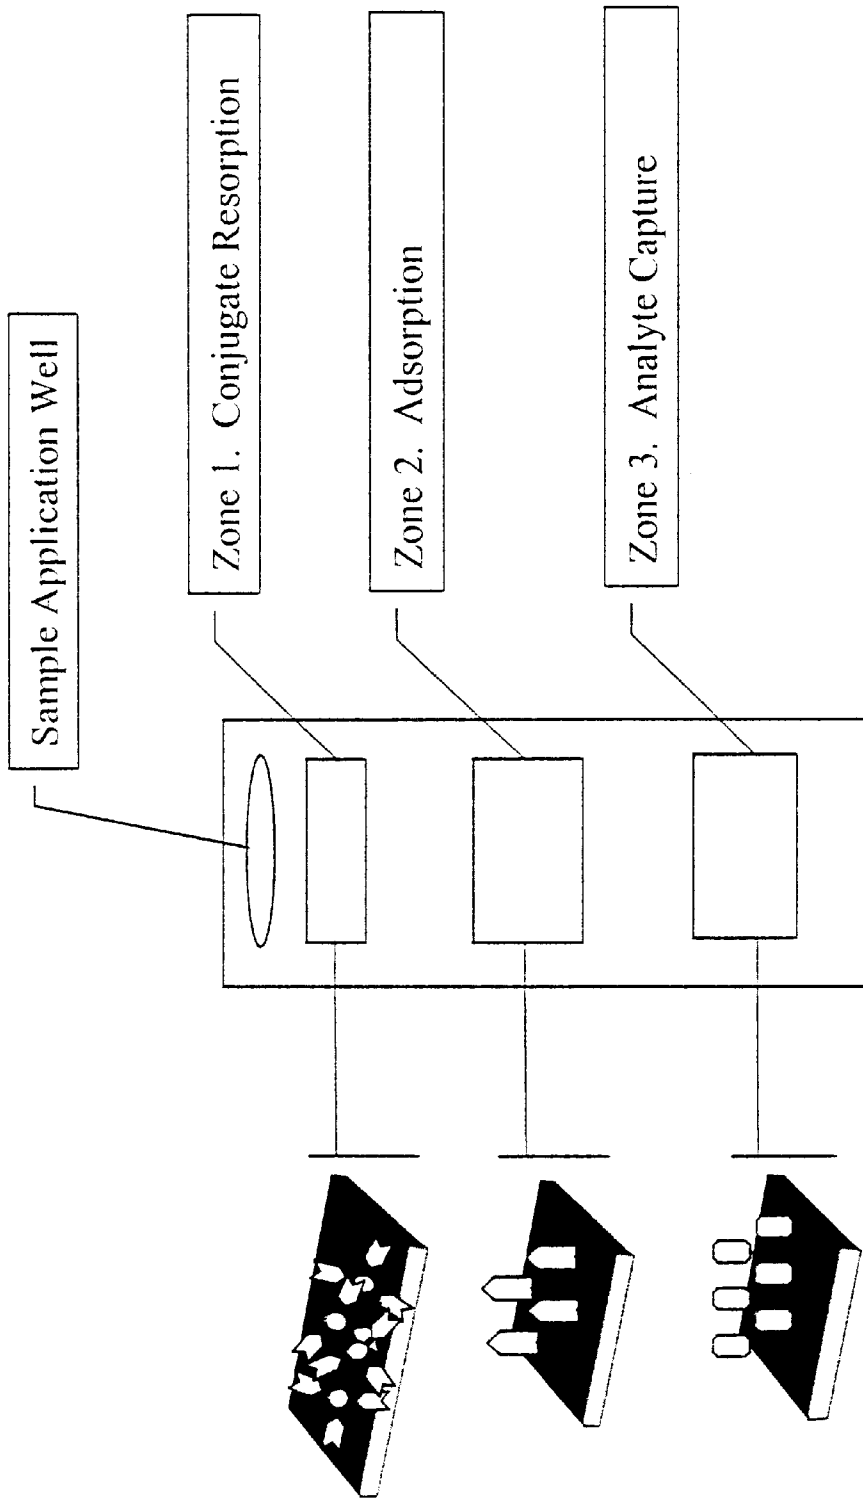 Sample Application Well
Zone 1. Conjugate Resorption
Zone 2. Adsorption
Zone 3. Analyte Capture